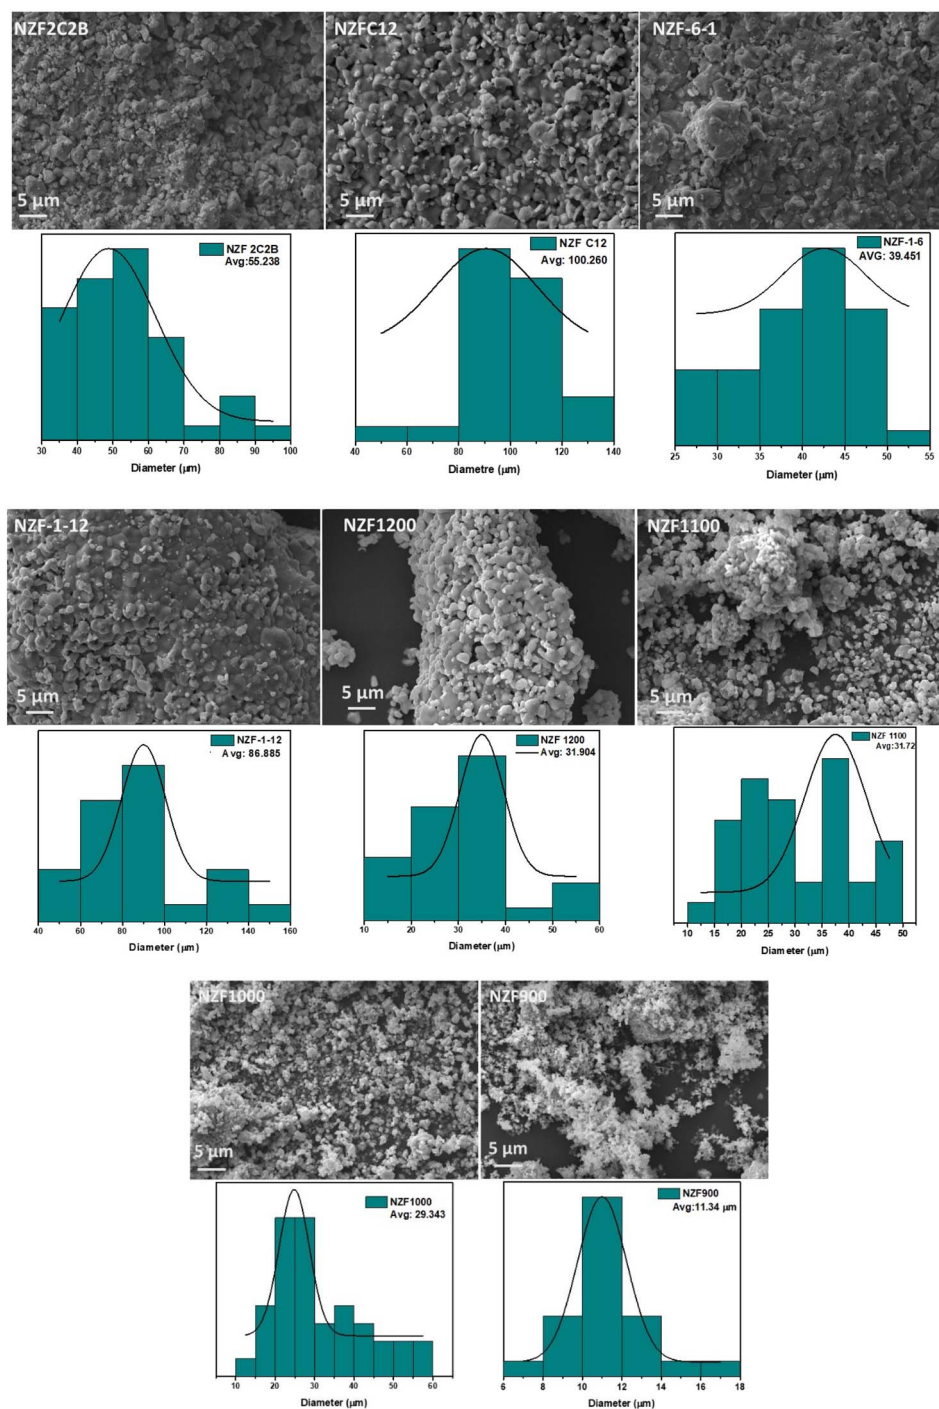 NZF2C2B
NZFC12
NZF-6-1
5 μm
5 μm
5 μm
NZF 2C2B
Avg:55.238
30 40 50 60 70 80 90 100
Diameter (μm)
NZF C12
Avg: 100.260
40 60 80 100 120 140
Diametre (μm)
NZF-1-6
AVG: 39.451
25 30 35 40 45 50 55
Diameter (μm)
NZF-1-12
NZF1200
NZF1100
5 μm
5 μm
5 μm
NZF-1-12
Avg: 86.885
40 60 80 100 120 140 160
Diameter (μm)
NZF 1200
Avg: 31.904
10 20 30 40 50 60
Diameter (μm)
NZF 1100
Avg:31.72
10 15 20 25 30 35 40 45 50
Diameter (μm)
NZF1000
NZF900
5 μm
5 μm
NZF1000
Avg: 29.343
10 20 30 40 50 60
Diameter (μm)
NZF900
Avg:11.34 μm
6 8 10 12 14 16 18
Diameter (μm)